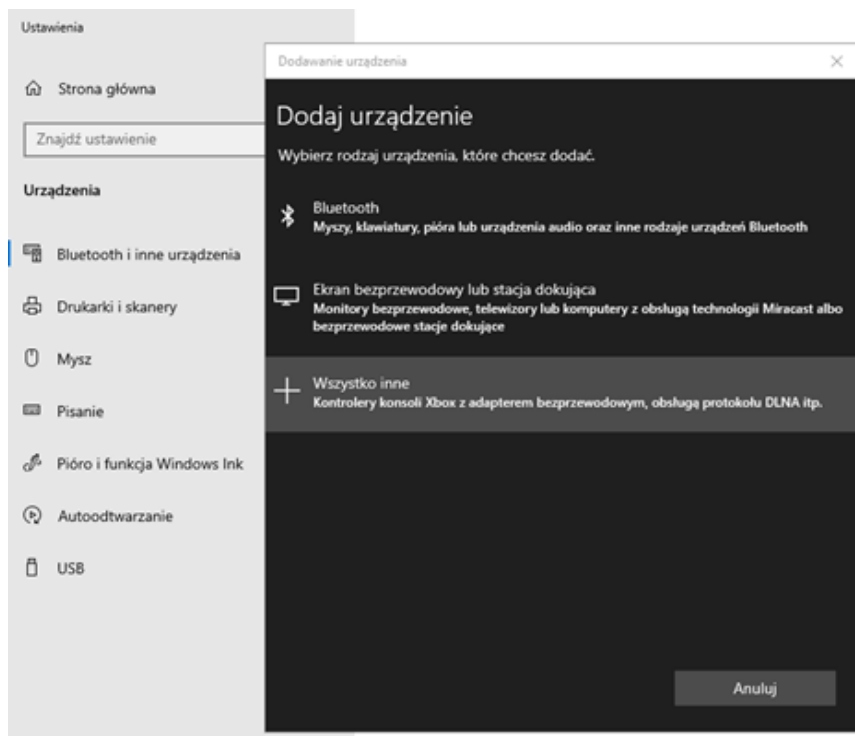 Ustawienia
Strona główna
Znajdź ustawienie
Urządzenia
Bluetooth i inne urządzenia
Drukarki i skanery
Mysz
Pisanie
Pióro i funkcja Windows Ink
Autoodtwarzanie
USB
Dodawanie urządzenia
Dodaj urządzenie
Wybierz rodzaj urządzenia, które chcesz dodać.
Bluetooth
Myszy, klawiatury, pióra lub urządzenia audio oraz inne rodzaje urządzeń Bluetooth
Ekran bezprzewodowy lub stacja dokująca
Monitory bezprzewodowe, telewizory lub komputery z obsługą technologii Miracast albo
bezprzewodowe stacje dokujące
Wszystko inne
Kontrolery konsoli Xbox z adapterem bezprzewodowym, obsługą protokołu DLNA itp.
Anuluj